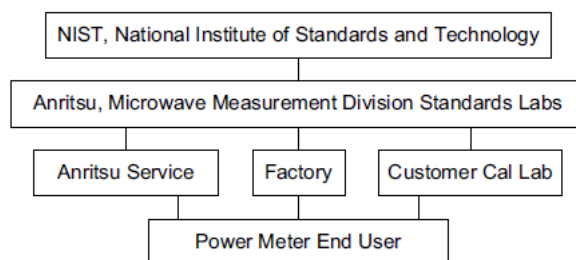 NIST, National Institute of Standards and Technology
Anritsu, Microwave Measurement Division Standards Labs
Anritsu Service
Factory
Customer Cal Lab
Power Meter End User